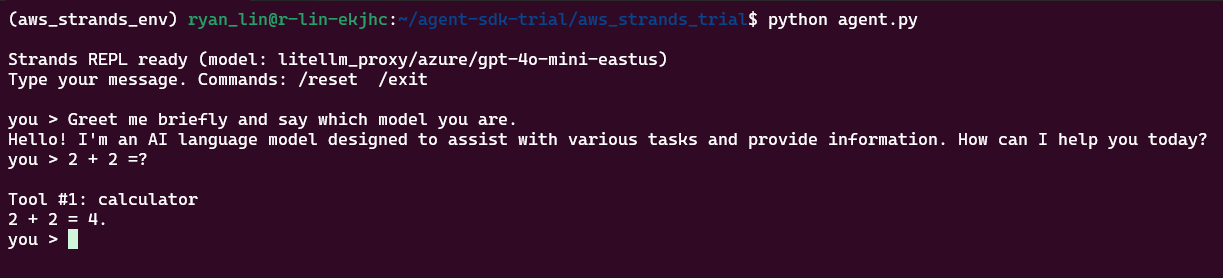 (aws_strands_env) ryan_lin@r-lin-ekjhc:~/agent-sdk-trial/aws_strands_trial$ python agent.py
Strands REPL ready (model: litellm_proxy/azure/gpt-4o-mini-eastus)
Type your message. Commands: /reset  /exit
you > Greet me briefly and say which model you are.
Hello! I'm an AI language model designed to assist with various tasks and provide information. How can I help you today?
you > 2 + 2 =?
Tool #1: calculator
2 + 2 = 4.
you >